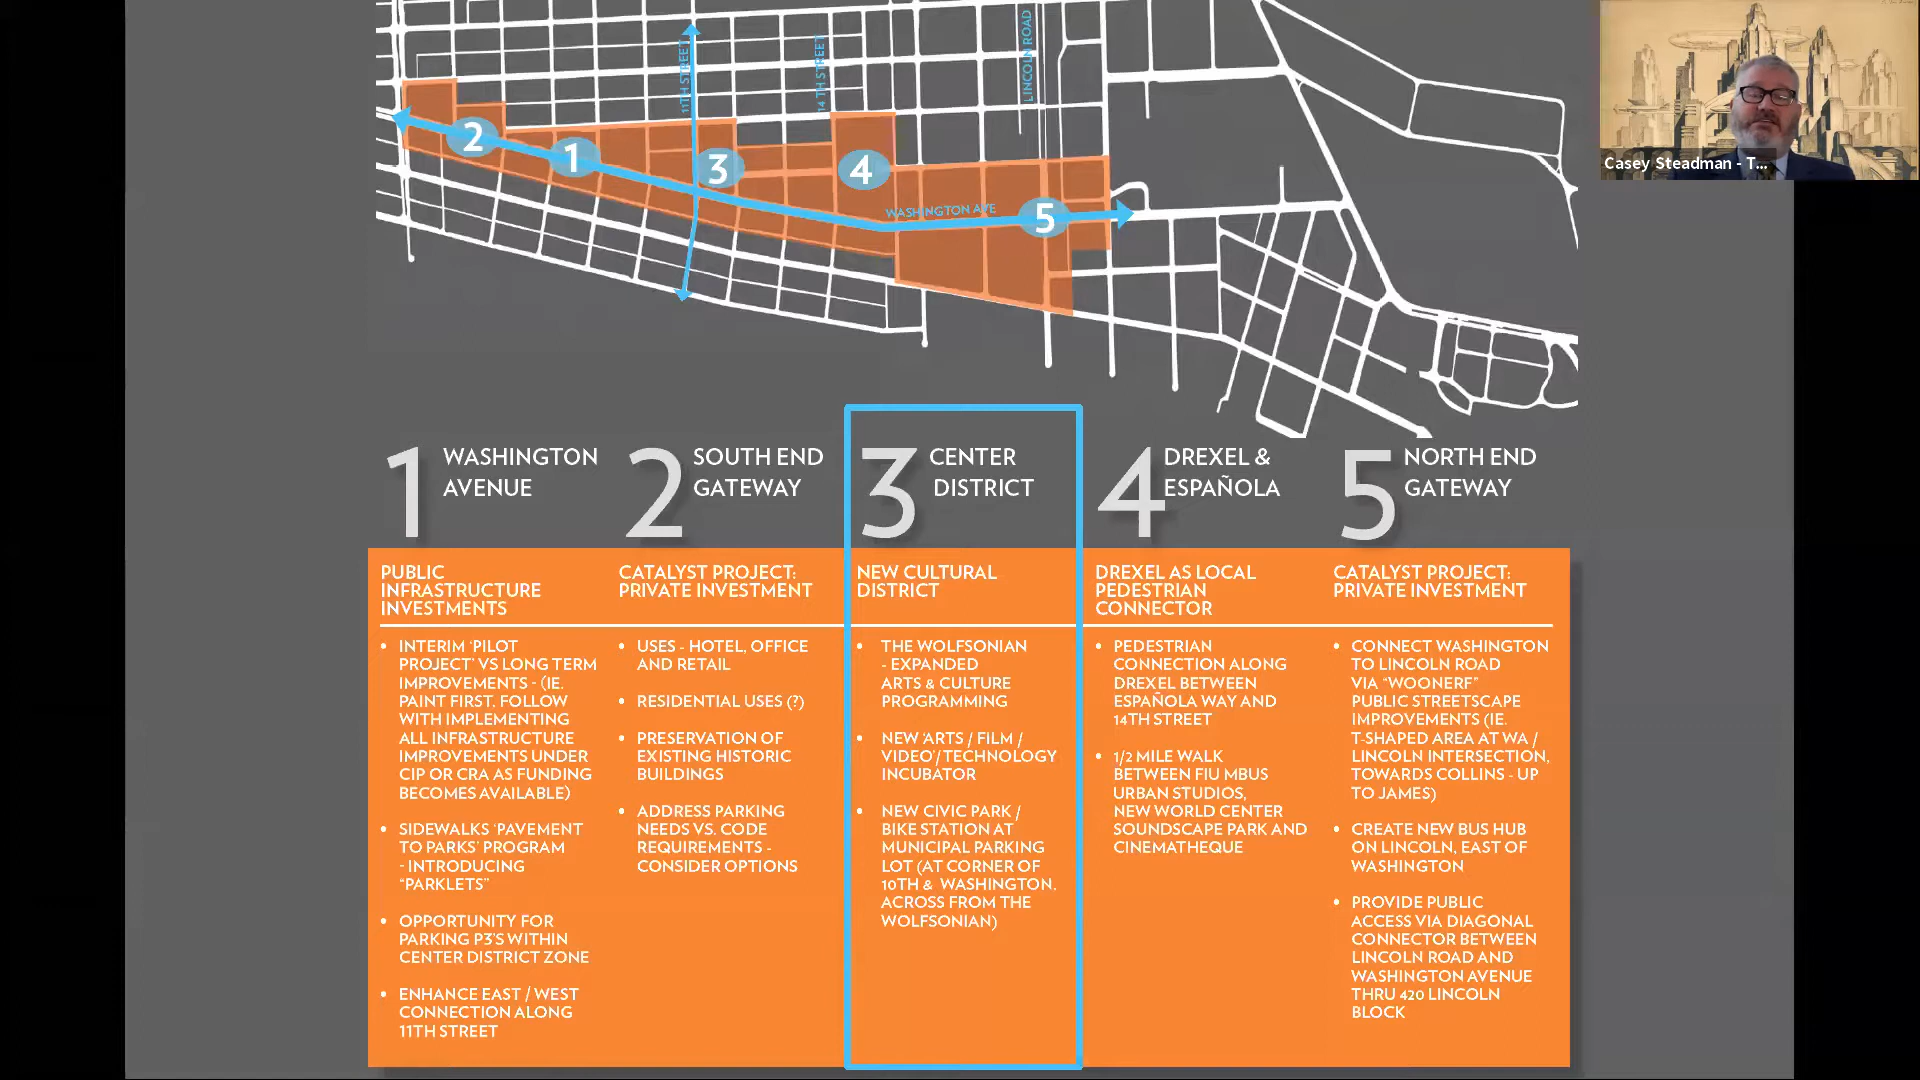 11TH STREET
14TH STREET
LINCOLN ROAD
2
1
3
4
WASHINGTON AVE
5
Casey Steadman - T...
1 WASHINGTON
AVENUE
2 SOUTH END
GATEWAY
3 CENTER
DISTRICT
4 DREXEL &
ESPAÑOLA
5 NORTH END
GATEWAY
PUBLIC
INFRASTRUCTURE
INVESTMENTS
• INTERIM ‘PILOT
PROJECT’ VS LONG TERM
IMPROVEMENTS - (IE.
PAINT FIRST, FOLLOW
WITH IMPLEMENTING
ALL INFRASTRUCTURE
IMPROVEMENTS UNDER
CIP OR CRA AS FUNDING
BECOMES AVAILABLE)
• SIDEWALKS ‘PAVEMENT
TO PARKS’ PROGRAM
- INTRODUCING
“PARKLETS”
• OPPORTUNITY FOR
PARKING P3’S WITHIN
CENTER DISTRICT ZONE
• ENHANCE EAST / WEST
CONNECTION ALONG
11TH STREET
CATALYST PROJECT:
PRIVATE INVESTMENT
• USES - HOTEL, OFFICE
AND RETAIL
• RESIDENTIAL USES (?)
• PRESERVATION OF
EXISTING HISTORIC
BUILDINGS
• ADDRESS PARKING
NEEDS VS. CODE
REQUIREMENTS -
CONSIDER OPTIONS
NEW CULTURAL
DISTRICT
• THE WOLFSONIAN
- EXPANDED
ARTS & CULTURE
PROGRAMMING
• NEW ‘ARTS / FILM /
VIDEO’/ TECHNOLOGY
INCUBATOR
• NEW CIVIC PARK /
BIKE STATION AT
MUNICIPAL PARKING
LOT (AT CORNER OF
10TH & WASHINGTON,
ACROSS FROM THE
WOLFSONIAN)
DREXEL AS LOCAL
PEDESTRIAN
CONNECTOR
• PEDESTRIAN
CONNECTION ALONG
DREXEL BETWEEN
ESPAÑOLA WAY AND
14TH STREET
• 1/2 MILE WALK
BETWEEN FIU MBUS
URBAN STUDIOS,
NEW WORLD CENTER
SOUNDSCAPE PARK AND
CINEMATHEQUE
CATALYST PROJECT:
PRIVATE INVESTMENT
• CONNECT WASHINGTON
TO LINCOLN ROAD
VIA “WOONERF”
PUBLIC STREETSCAPE
IMPROVEMENTS (IE.
T-SHAPED AREA AT WA /
LINCOLN INTERSECTION,
TOWARDS COLLINS - UP
TO JAMES)
• CREATE NEW BUS HUB
ON LINCOLN, EAST OF
WASHINGTON
• PROVIDE PUBLIC
ACCESS VIA DIAGONAL
CONNECTOR BETWEEN
LINCOLN ROAD AND
WASHINGTON AVENUE
THRU 420 LINCOLN
BLOCK